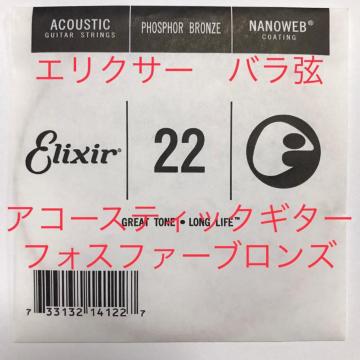 ACOUSTIC
GUITAR STRINGS
PHOSPHOR BRONZE
NANOWEB®
COATING
エリクサー　バラ弦
Elixir®
22
アコースティックギター
GREAT TONE • LONG LIFE™
フォスファーブロンズ
7 33132 14122 7